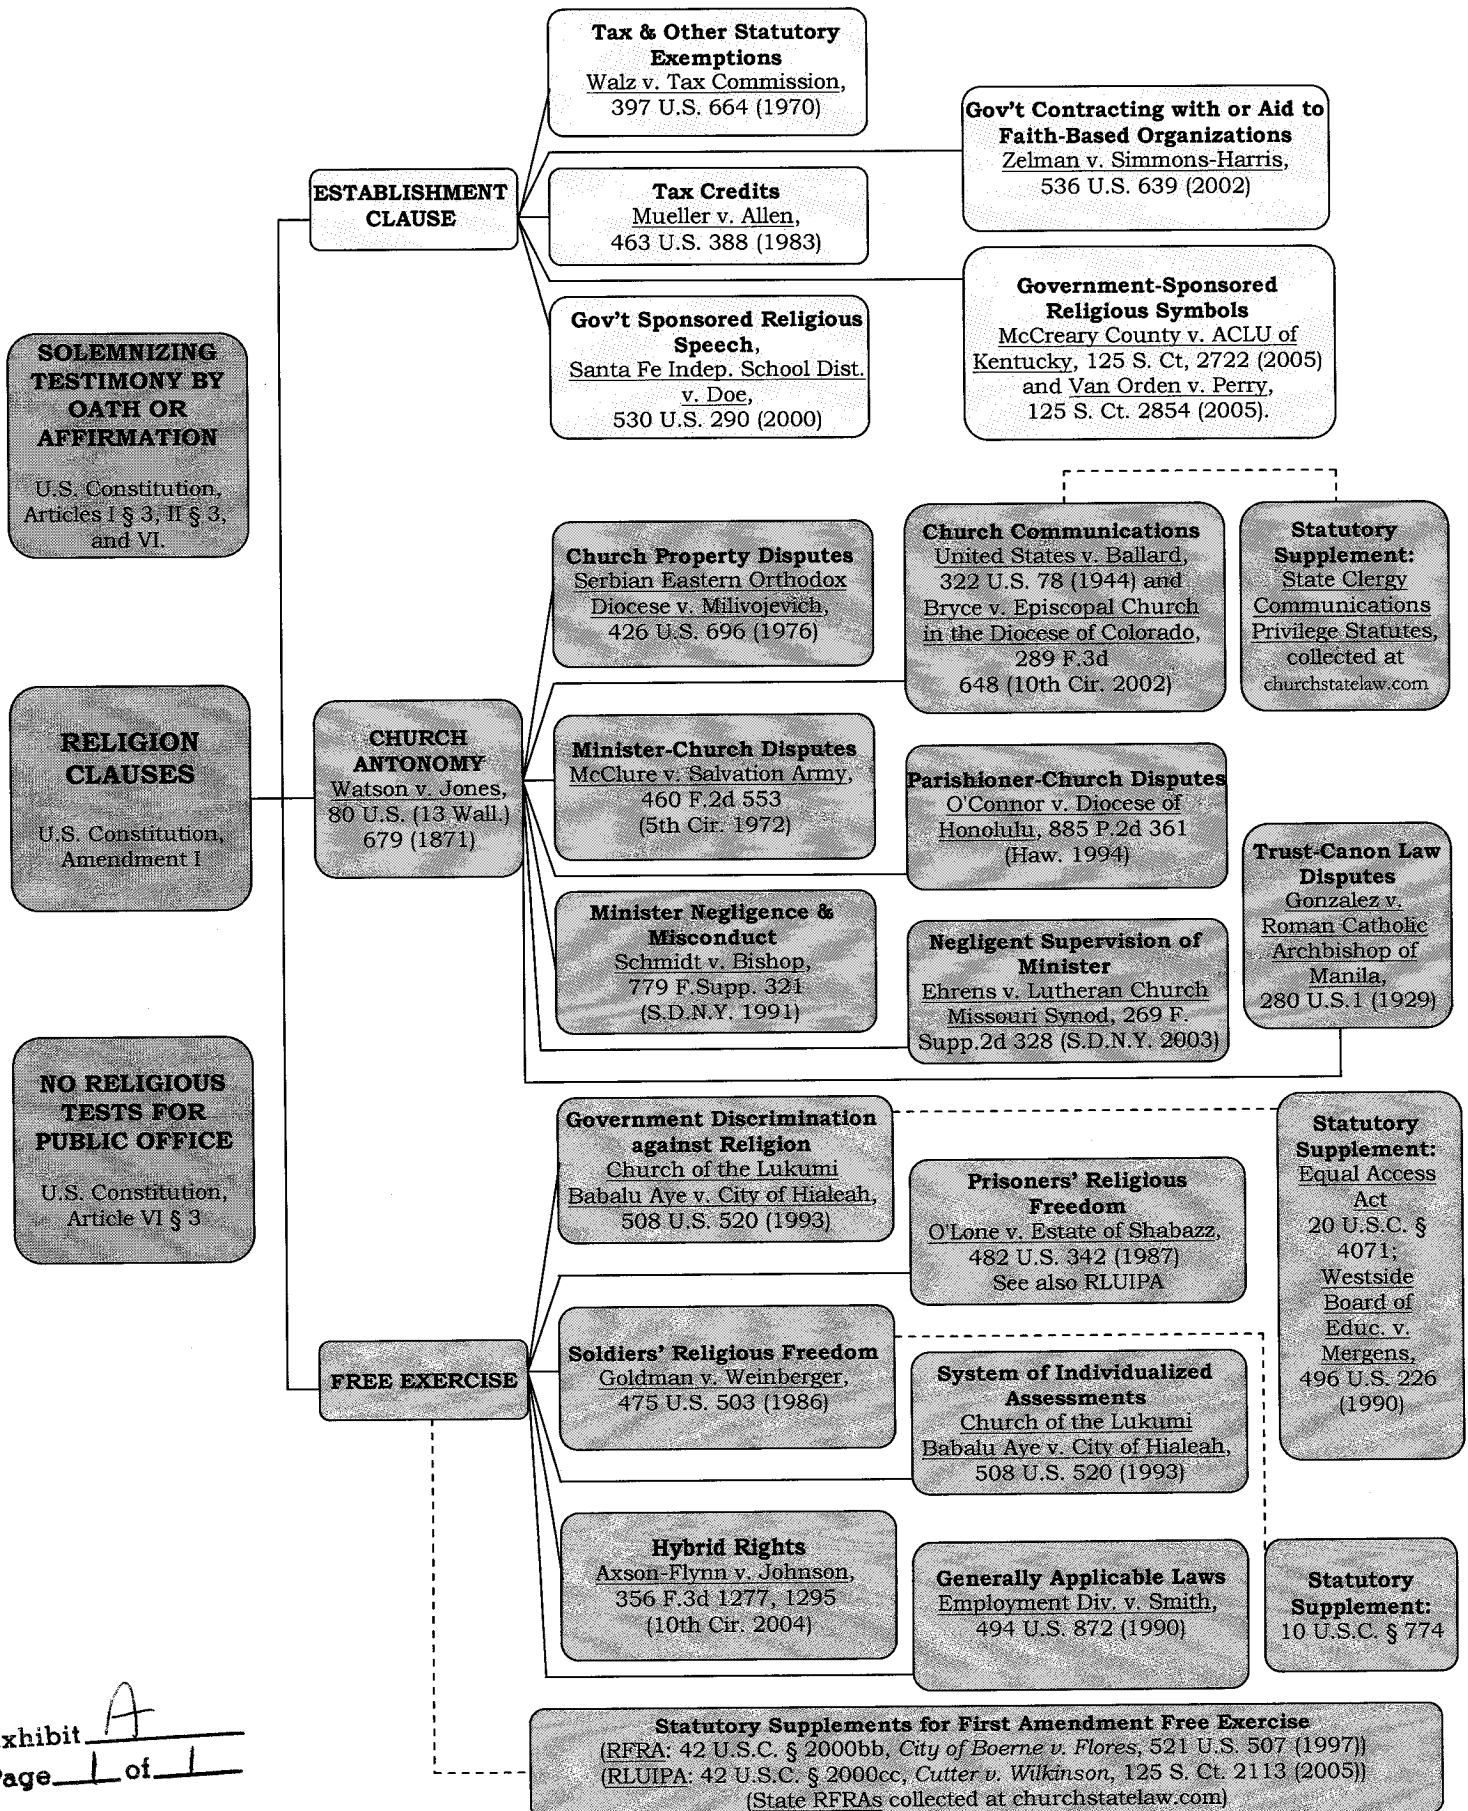 Tax & Other Statutory
Exemptions
Walz v. Tax Commission,
397 U.S. 664 (1970)
Gov't Contracting with or Aid to
Faith-Based Organizations
Zelman v. Simmons-Harris,
536 U.S. 639 (2002)
ESTABLISHMENT
CLAUSE
Tax Credits
Mueller v. Allen,
463 U.S. 388 (1983)
Gov't Sponsored Religious
Speech,
Santa Fe Indep. School Dist.
v. Doe,
530 U.S. 290 (2000)
Government-Sponsored
Religious Symbols
McCreary County v. ACLU of
Kentucky, 125 S. Ct, 2722 (2005)
and Van Orden v. Perry,
125 S. Ct. 2854 (2005).
SOLEMNIZING
TESTIMONY BY
OATH OR
AFFIRMATION
U.S. Constitution,
Articles I § 3, II § 3,
and VI.
Church Property Disputes
Serbian Eastern Orthodox
Diocese v. Milivojevich,
426 U.S. 696 (1976)
Church Communications
United States v. Ballard,
322 U.S. 78 (1944) and
Bryce v. Episcopal Church
in the Diocese of Colorado,
289 F.3d
648 (10th Cir. 2002)
Statutory
Supplement:
State Clergy
Communications
Privilege Statutes,
collected at
churchstatelaw.com
RELIGION
CLAUSES
U.S. Constitution,
Amendment I
CHURCH
ANTONOMY
Watson v. Jones,
80 U.S. (13 Wall.)
679 (1871)
Minister-Church Disputes
McClure v. Salvation Army,
460 F.2d 553
(5th Cir. 1972)
Parishioner-Church Disputes
O'Connor v. Diocese of
Honolulu, 885 P.2d 361
(Haw. 1994)
Trust-Canon Law
Disputes
Gonzalez v.
Roman Catholic
Archbishop of
Manila,
280 U.S.1 (1929)
Minister Negligence &
Misconduct
Schmidt v. Bishop,
779 F.Supp. 321
(S.D.N.Y. 1991)
Negligent Supervision of
Minister
Ehrens v. Lutheran Church
Missouri Synod, 269 F.
Supp.2d 328 (S.D.N.Y. 2003)
NO RELIGIOUS
TESTS FOR
PUBLIC OFFICE
U.S. Constitution,
Article VI § 3
Government Discrimination
against Religion
Church of the Lukumi
Babalu Aye v. City of Hialeah,
508 U.S. 520 (1993)
Prisoners' Religious
Freedom
O'Lone v. Estate of Shabazz,
482 U.S. 342 (1987)
See also RLUIPA
Statutory
Supplement:
Equal Access
Act
20 U.S.C. §
4071;
Westside
Board of
Educ. v.
Mergens,
496 U.S. 226
(1990)
FREE EXERCISE
Soldiers' Religious Freedom
Goldman v. Weinberger,
475 U.S. 503 (1986)
System of Individualized
Assessments
Church of the Lukumi
Babalu Aye v. City of Hialeah,
508 U.S. 520 (1993)
Hybrid Rights
Axson-Flynn v. Johnson,
356 F.3d 1277, 1295
(10th Cir. 2004)
Generally Applicable Laws
Employment Div. v. Smith,
494 U.S. 872 (1990)
Statutory
Supplement:
10 U.S.C. § 774
Statutory Supplements for First Amendment Free Exercise
(RFRA: 42 U.S.C. § 2000bb, City of Boerne v. Flores, 521 U.S. 507 (1997))
(RLUIPA: 42 U.S.C. § 2000cc, Cutter v. Wilkinson, 125 S. Ct. 2113 (2005))
(State RFRAs collected at churchstatelaw.com)
xhibit A
Page 1 of 1